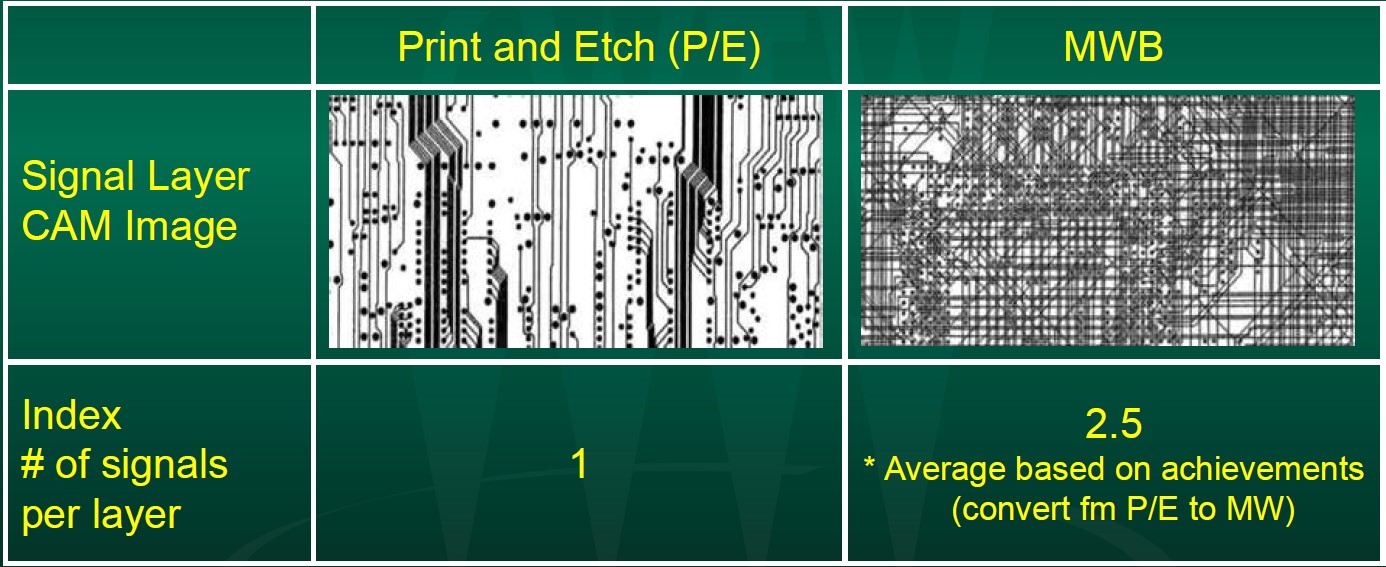 Print and Etch (P/E)
MWB
Signal Layer
CAM Image
Index
# of signals
per layer
1
2.5
* Average based on achievements
(convert fm P/E to MW)